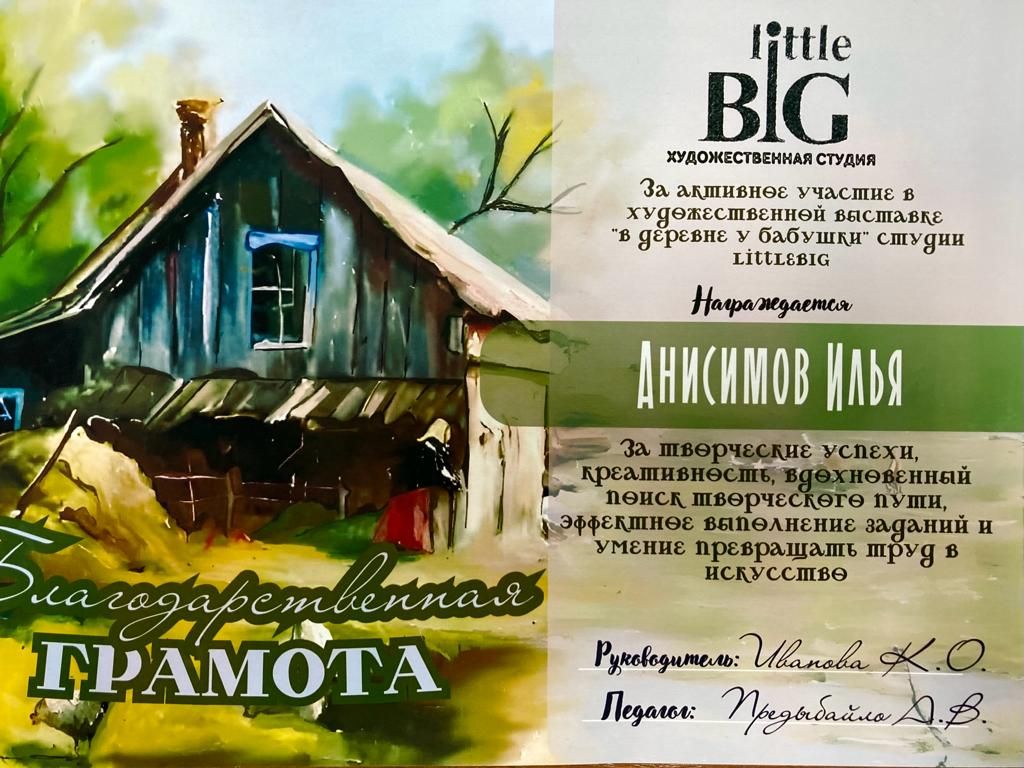 little
BIG
ХУДОЖЕСТВЕННАЯ СТУДИЯ
За активное участие в
художественной выставке
"в деревне у бабушки" студии
LITTLEBIG
Награждается
Анисимов Илья
За творческие успехи,
креативность, вдохновенный
поиск творческого пути,
эффектное выполнение заданий и
умение превращать труд в
искусство
Благодарственная
ГРАМОТА
Руководитель: Иванова К.О.
Педагог: Предыбайло А.В.